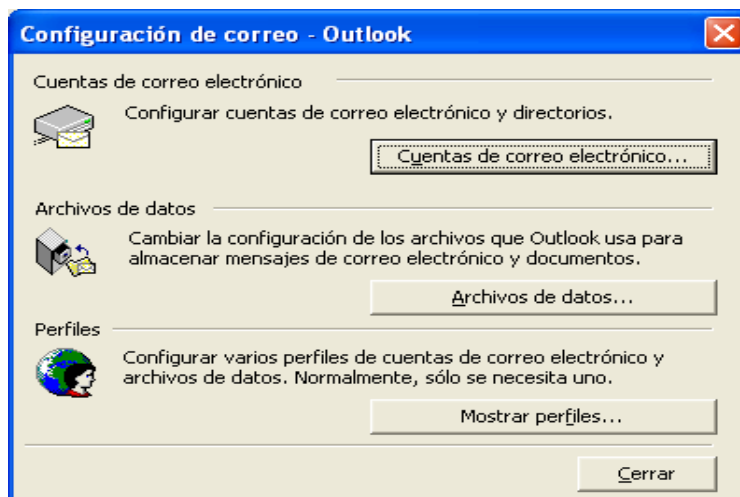 Configuración de correo - Outlook
Cuentas de correo electrónico
Configurar cuentas de correo electrónico y directorios.
Cuentas de correo electrónico...
Archivos de datos
Cambiar la configuración de los archivos que Outlook usa para
almacenar mensajes de correo electrónico y documentos.
Archivos de datos...
Perfiles
Configurar varios perfiles de cuentas de correo electrónico y
archivos de datos. Normalmente, sólo se necesita uno.
Mostrar perfiles...
Cerrar